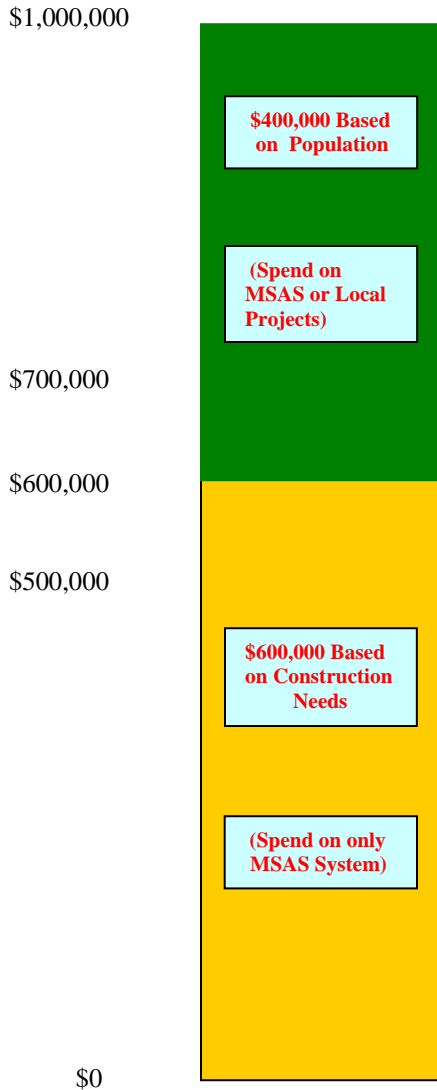 $1,000,000
$400,000 Based
on Population
(Spend on
MSAS or Local
Projects)
$700,000
$600,000
$500,000
$600,000 Based
on Construction
Needs
(Spend on only
MSAS System)
$0